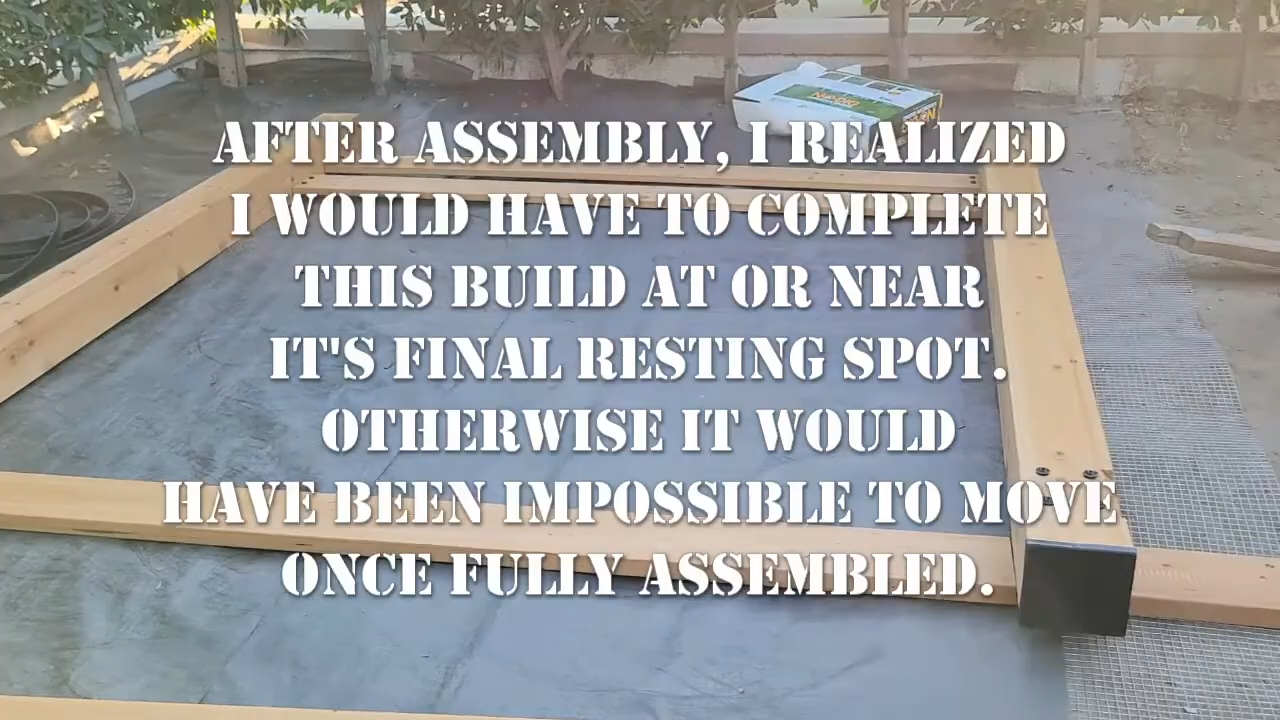 AFTER ASSEMBLY, I REALIZED
I WOULD HAVE TO COMPLETE
THIS BUILD AT OR NEAR
IT'S FINAL RESTING SPOT.
OTHERWISE IT WOULD
HAVE BEEN IMPOSSIBLE TO MOVE
ONCE FULLY ASSEMBLED.